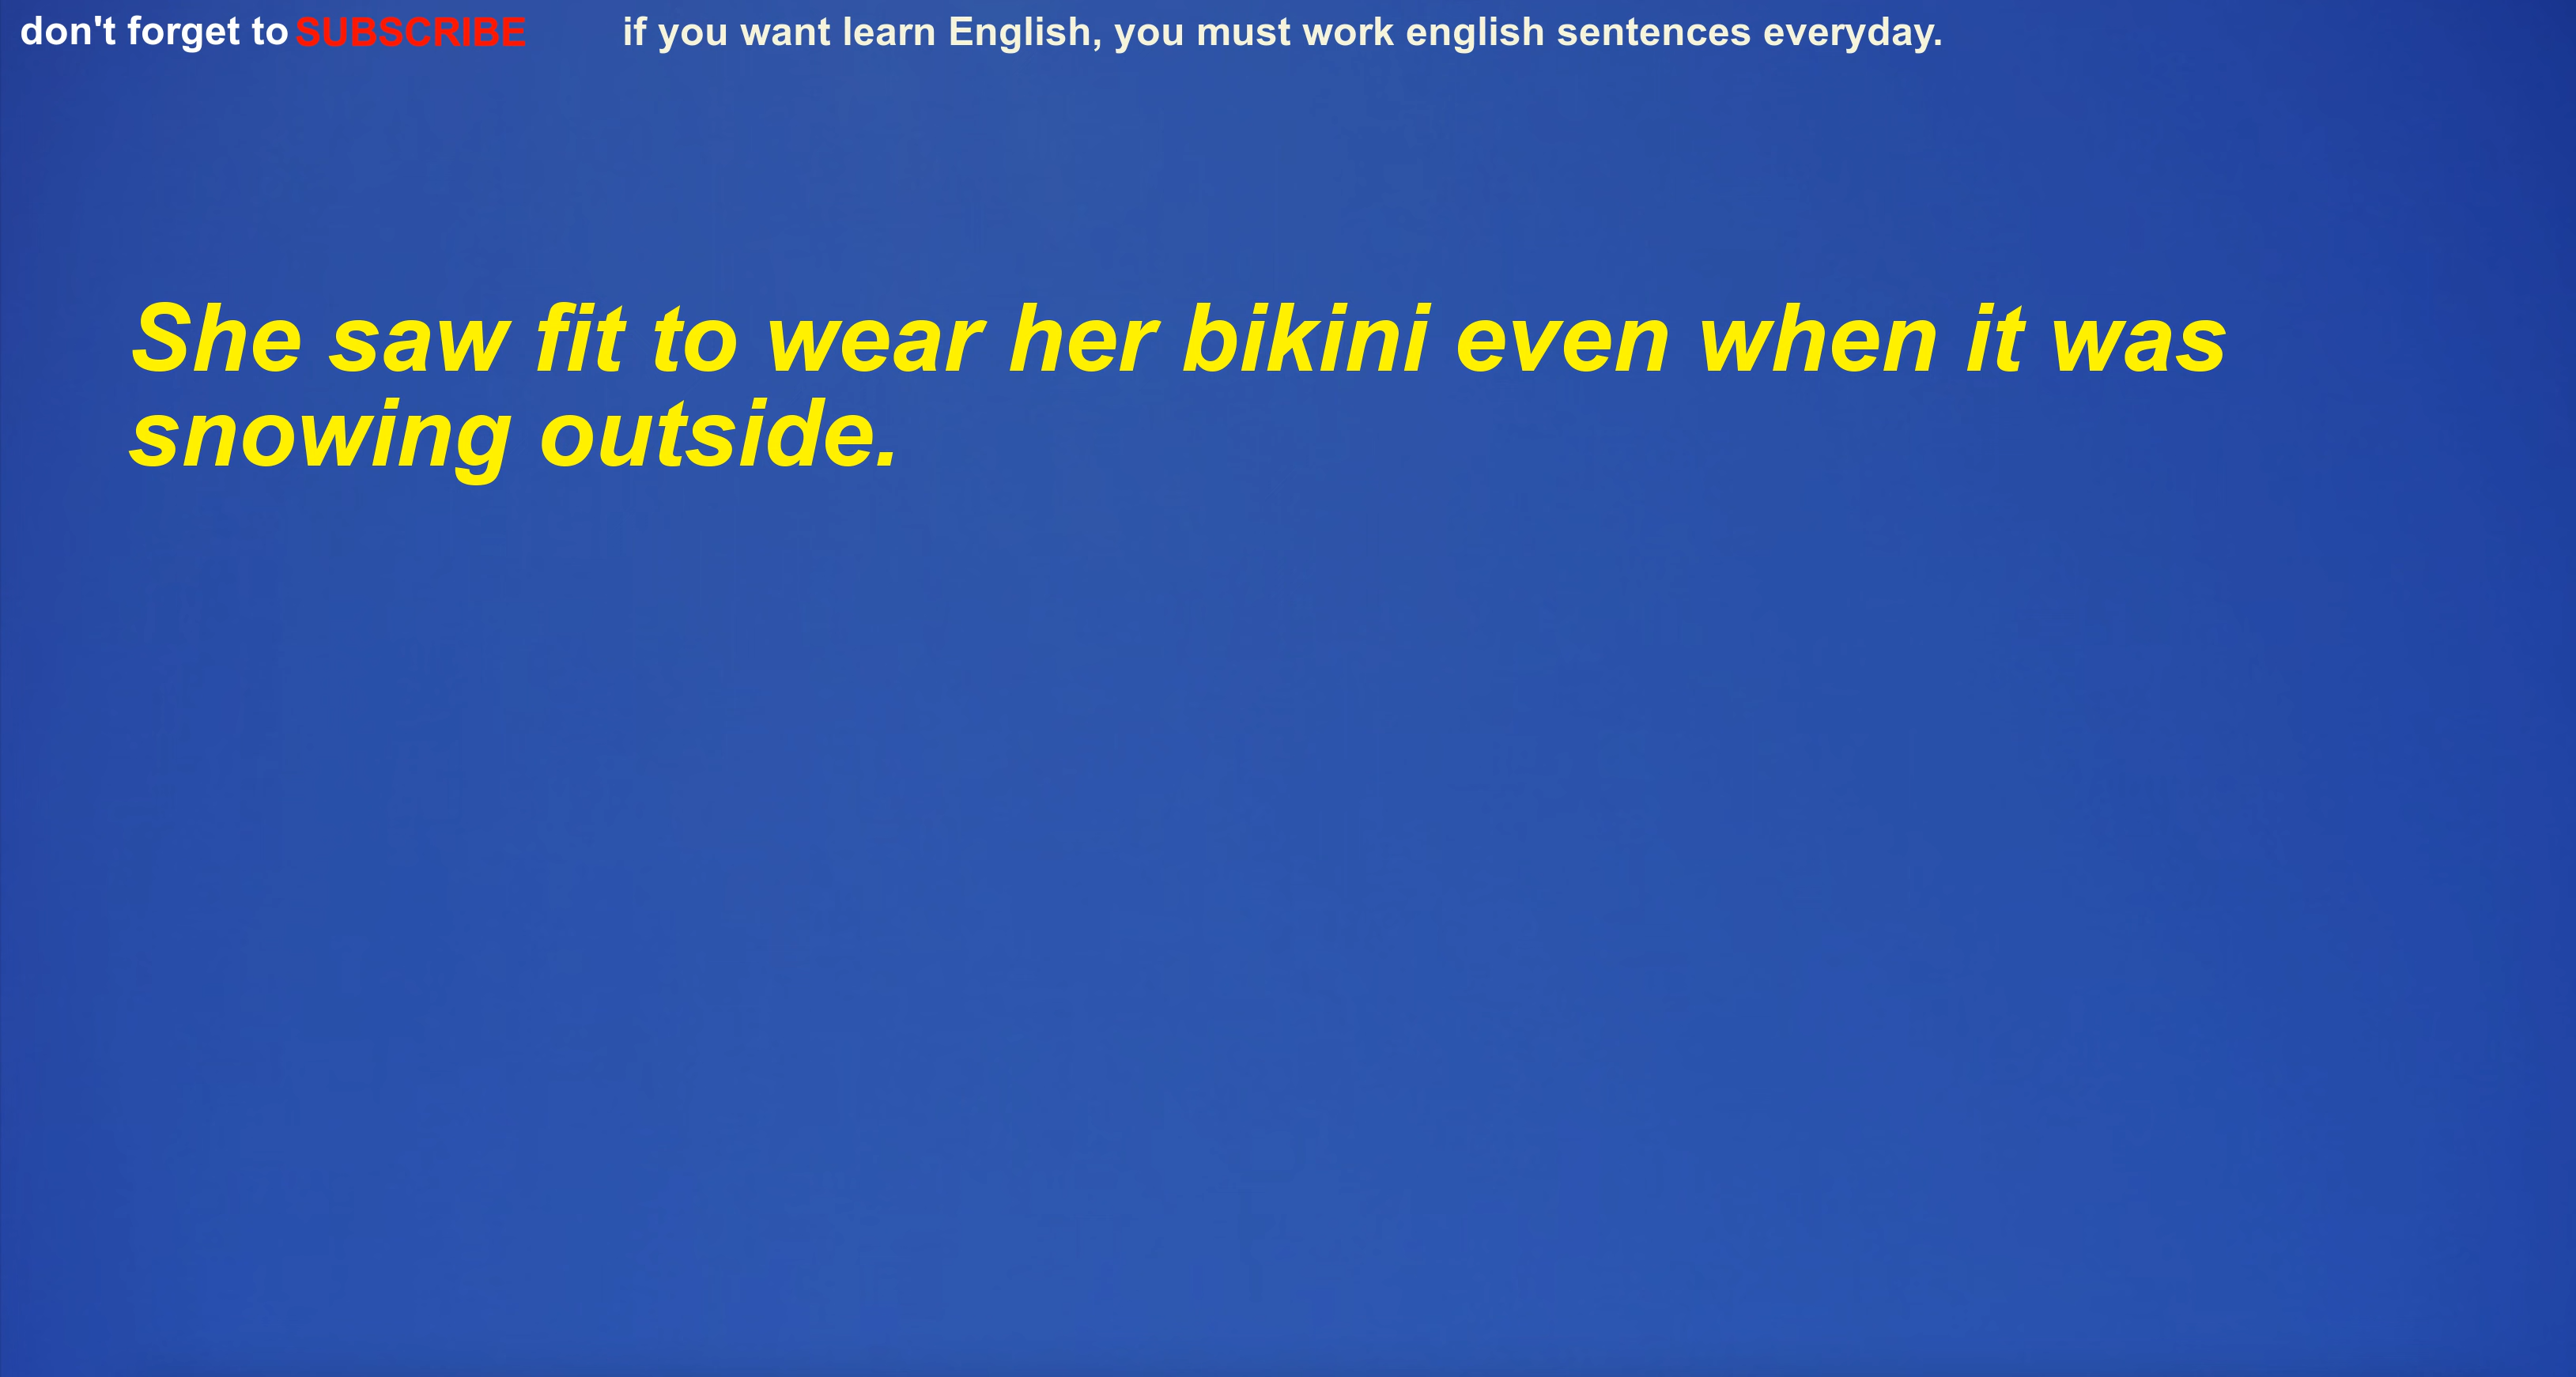 don't forget to SUBSCRIBE if you want learn English, you must work english sentences everyday.
She saw fit to wear her bikini even when it was
snowing outside.